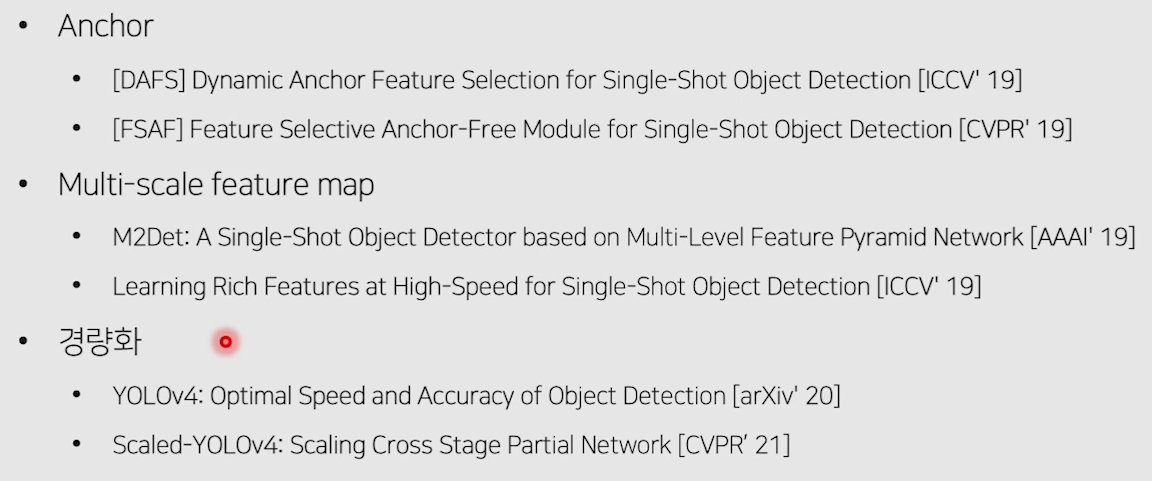 • Anchor
• [DAFS] Dynamic Anchor Feature Selection for Single-Shot Object Detection [ICCV' 19]
• [FSAF] Feature Selective Anchor-Free Module for Single-Shot Object Detection [CVPR' 19]
• Multi-scale feature map
• M2Det: A Single-Shot Object Detector based on Multi-Level Feature Pyramid Network [AAAI' 19]
• Learning Rich Features at High-Speed for Single-Shot Object Detection [ICCV' 19]
• 경량화
• YOLOv4: Optimal Speed and Accuracy of Object Detection [arXiv' 20]
• Scaled-YOLOv4: Scaling Cross Stage Partial Network [CVPR’ 21]